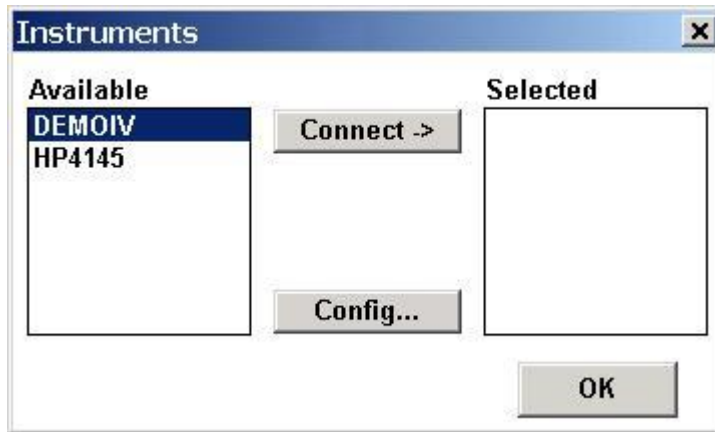 Instruments
Available
Selected
DEMOIV
HP4145
Connect ->
Config...
OK